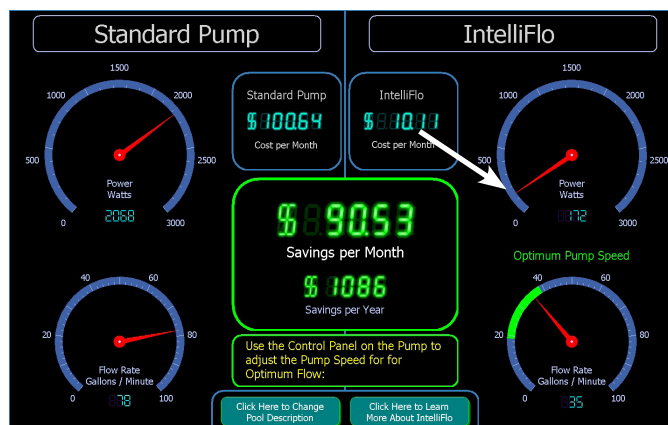 Standard Pump
IntelliFlo
1500
1000
2000
500
2500
0
3000
Power
Watts
2068
Standard Pump
$100.64
Cost per Month
IntelliFlo
$ 10.11
Cost per Month
1500
1000
2000
500
2500
0
3000
Power
Watts
172
$ 90.53
Savings per Month
$ 1086
Savings per Year
Optimum Pump Speed
40
60
20
80
0
100
Flow Rate
Gallons / Minute
78
Use the Control Panel on the Pump to
adjust the Pump Speed for for
Optimum Flow:
40
60
20
80
0
100
Flow Rate
Gallons / Minute
35
Click Here to Change
Pool Description
Click Here to Learn
More About IntelliFlo